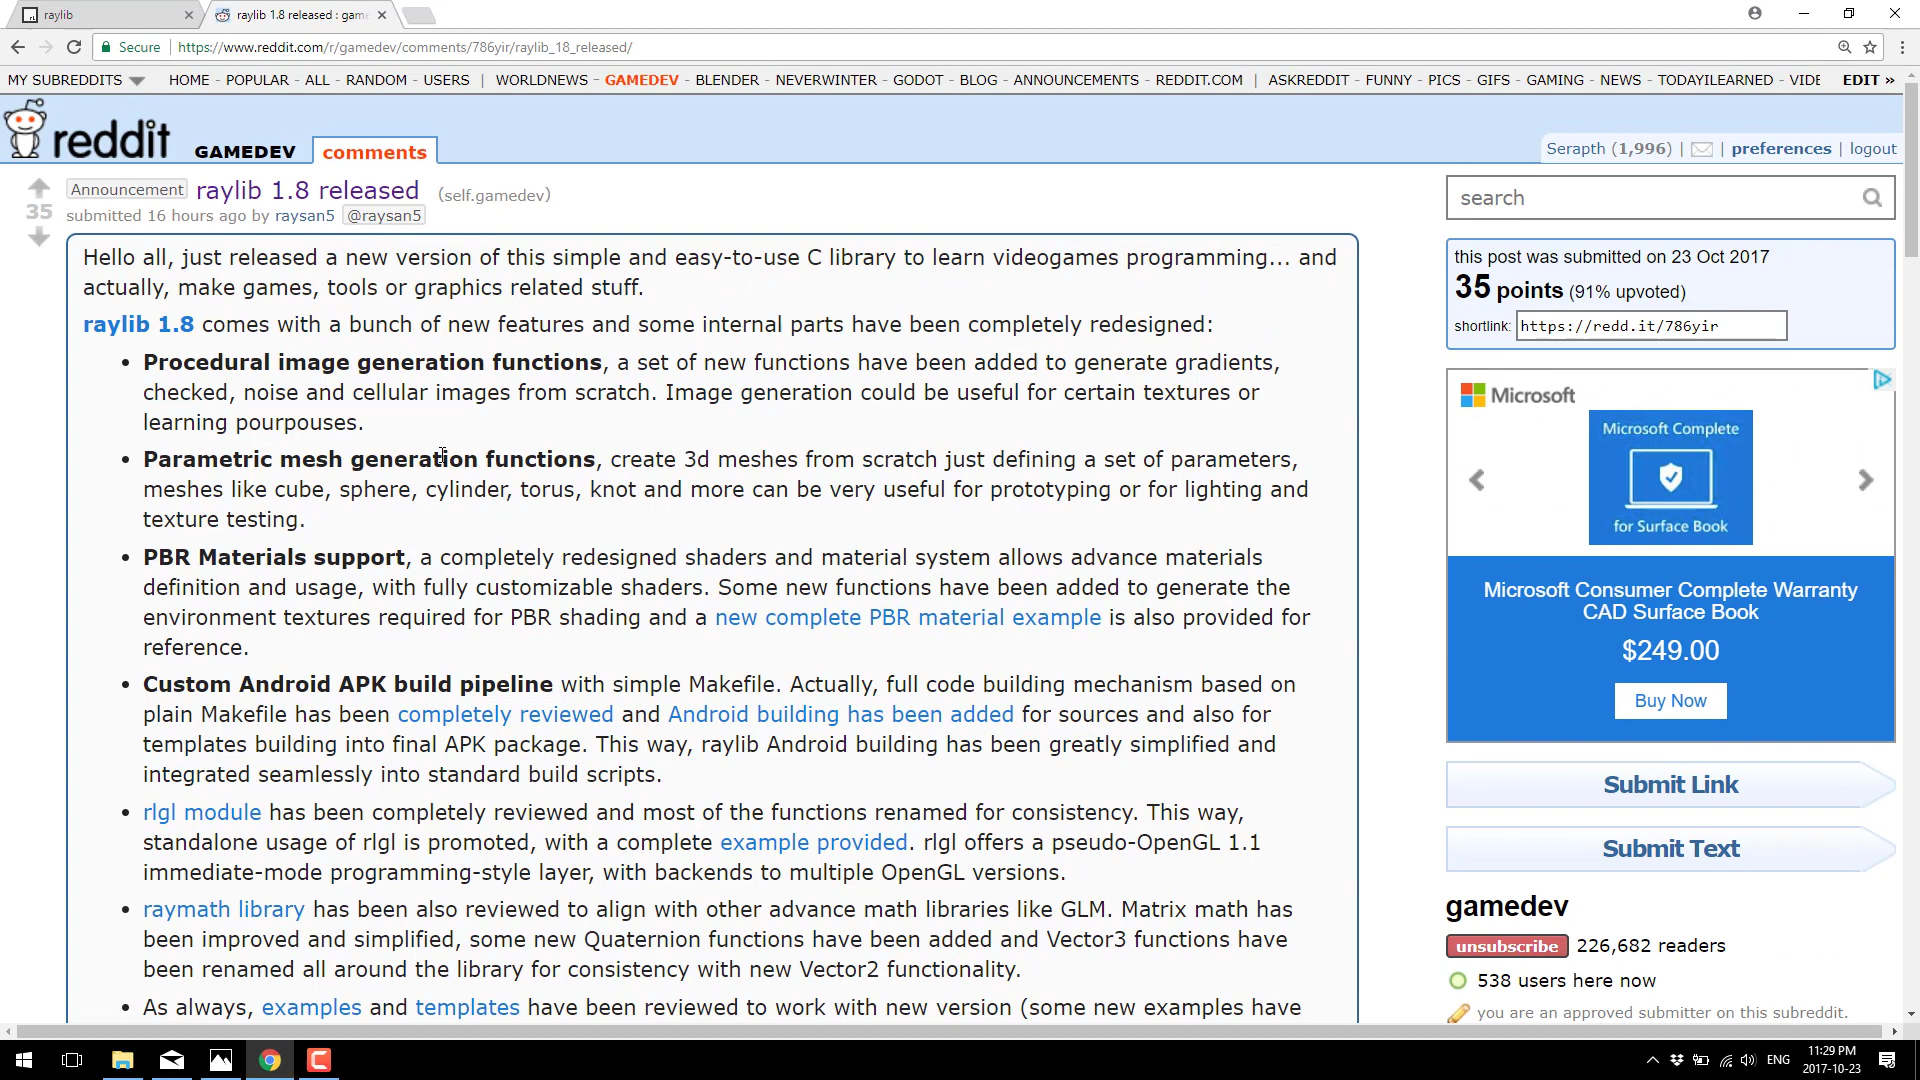 raylib
raylib 1.8 released : game
Secure
https://www.reddit.com/r/gamedev/comments/786yir/raylib_18_released/
MY SUBREDDITS HOME - POPULAR - ALL - RANDOM - USERS | WORLDNEWS - GAMEDEV - BLENDER - NEVERWINTER - GODOT - BLOG - ANNOUNCEMENTS - REDDIT.COM | ASKREDDIT - FUNNY - PICS - GIFS - GAMING - NEWS - TODAYILEARNED - VIDE EDIT »
reddit GAMEDEV comments
Serapth (1,996) | | preferences | logout
Announcement raylib 1.8 released (self.gamedev)
35 submitted 16 hours ago by raysan5 @raysan5
Hello all, just released a new version of this simple and easy-to-use C library to learn videogames programming... and
actually, make games, tools or graphics related stuff.
raylib 1.8 comes with a bunch of new features and some internal parts have been completely redesigned:
• Procedural image generation functions, a set of new functions have been added to generate gradients,
checked, noise and cellular images from scratch. Image generation could be useful for certain textures or
learning pourpouses.
• Parametric mesh generation functions, create 3d meshes from scratch just defining a set of parameters,
meshes like cube, sphere, cylinder, torus, knot and more can be very useful for prototyping or for lighting and
texture testing.
• PBR Materials support, a completely redesigned shaders and material system allows advance materials
definition and usage, with fully customizable shaders. Some new functions have been added to generate the
environment textures required for PBR shading and a new complete PBR material example is also provided for
reference.
• Custom Android APK build pipeline with simple Makefile. Actually, full code building mechanism based on
plain Makefile has been completely reviewed and Android building has been added for sources and also for
templates building into final APK package. This way, raylib Android building has been greatly simplified and
integrated seamlessly into standard build scripts.
• rlgl module has been completely reviewed and most of the functions renamed for consistency. This way,
standalone usage of rlgl is promoted, with a complete example provided. rlgl offers a pseudo-OpenGL 1.1
immediate-mode programming-style layer, with backends to multiple OpenGL versions.
• raymath library has been also reviewed to align with other advance math libraries like GLM. Matrix math has
been improved and simplified, some new Quaternion functions have been added and Vector3 functions have
been renamed all around the library for consistency with new Vector2 functionality.
• As always, examples and templates have been reviewed to work with new version (some new examples have
search
this post was submitted on 23 Oct 2017
35 points (91% upvoted)
shortlink: https://redd.it/786yir
Microsoft
Microsoft Complete
for Surface Book
Microsoft Consumer Complete Warranty
CAD Surface Book
$249.00
Buy Now
Submit Link
Submit Text
gamedev
unsubscribe 226,682 readers
538 users here now
you are an approved submitter on this subreddit.
ENG
11:29 PM
2017-10-23